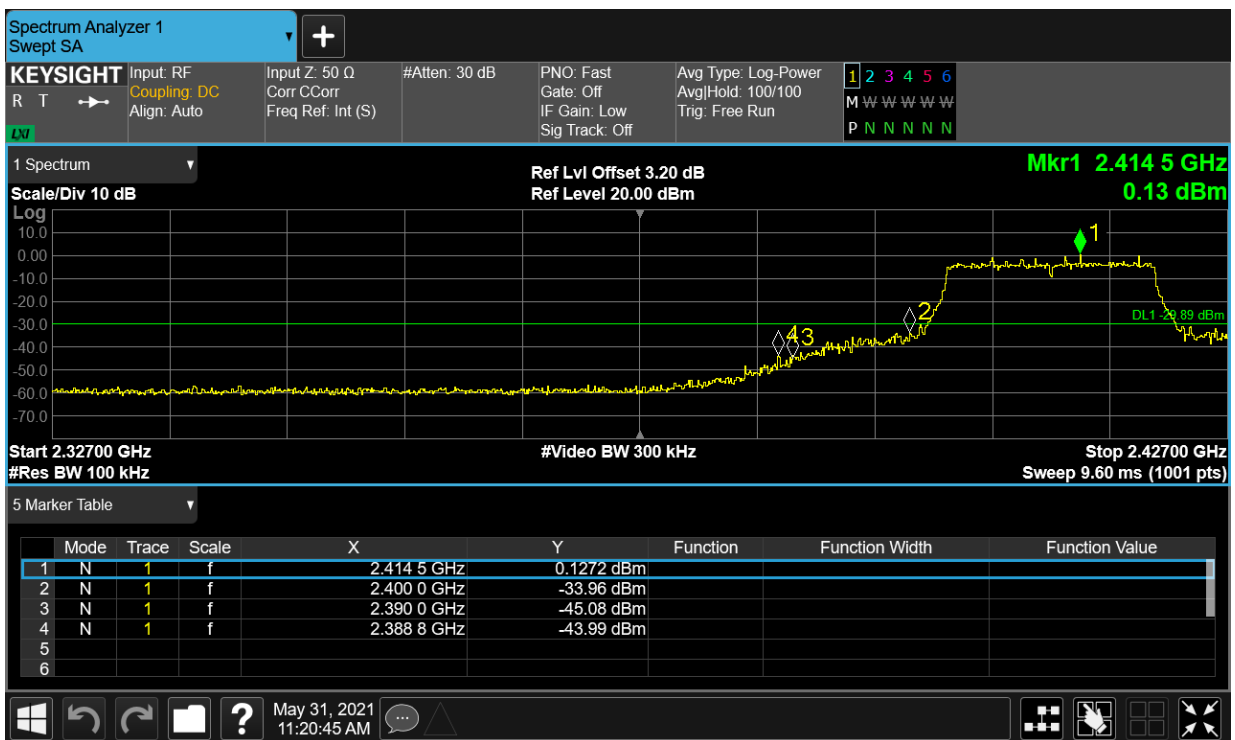 Spectrum Analyzer 1
Swept SA
+
KEYSIGHT
R T
LXI
Input: RF
Coupling: DC
Align: Auto
Input Z: 50 Ω
Corr CCorr
Freq Ref: Int (S)
#Atten: 30 dB
PNO: Fast
Gate: Off
IF Gain: Low
Sig Track: Off
Avg Type: Log-Power
Avg|Hold: 100/100
Trig: Free Run
1 2 3 4 5 6
M W W W W W
P N N N N N
1 Spectrum
Scale/Div 10 dB
Ref Lvl Offset 3.20 dB
Ref Level 20.00 dBm
Mkr1 2.414 5 GHz
0.13 dBm
Log
10.0
0.00
-10.0
-20.0
-30.0
-40.0
-50.0
-60.0
-70.0
1
2
4 3
DL1 -29.89 dBm
Start 2.32700 GHz
#Video BW 300 kHz
Stop 2.42700 GHz
#Res BW 100 kHz
Sweep 9.60 ms (1001 pts)
5 Marker Table
Mode Trace Scale X Y Function Function Width Function Value
1 N 1 f 2.414 5 GHz 0.1272 dBm
2 N 1 f 2.400 0 GHz -33.96 dBm
3 N 1 f 2.390 0 GHz -45.08 dBm
4 N 1 f 2.388 8 GHz -43.99 dBm
5
6
?
May 31, 2021
11:20:45 AM